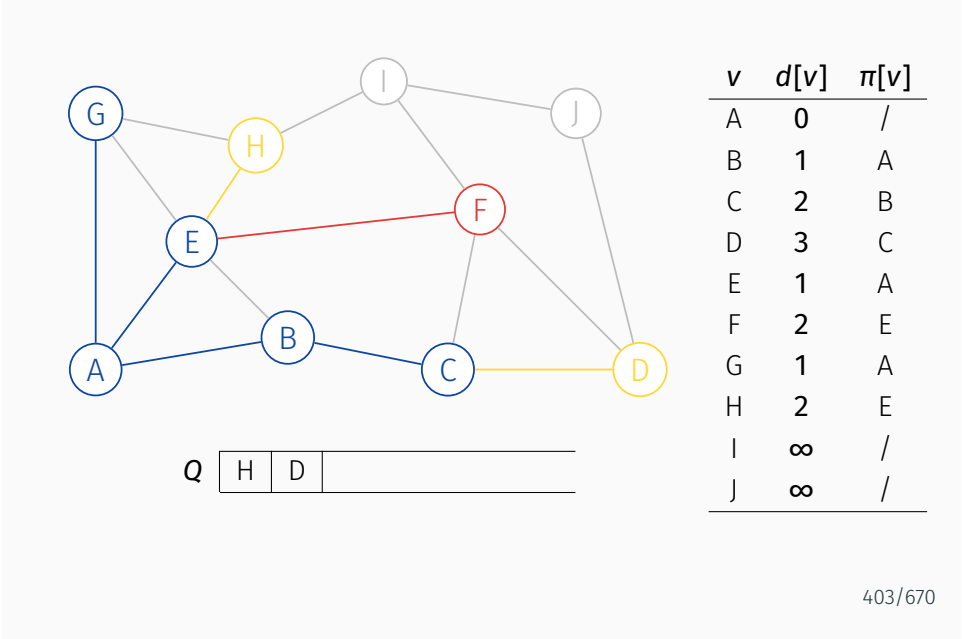 I
G
J
H
F
E
B
A
C
D
Q H D
v d[v] π[v]
A 0 /
B 1 A
C 2 B
D 3 C
E 1 A
F 2 E
G 1 A
H 2 E
I ∞ /
J ∞ /
403/670